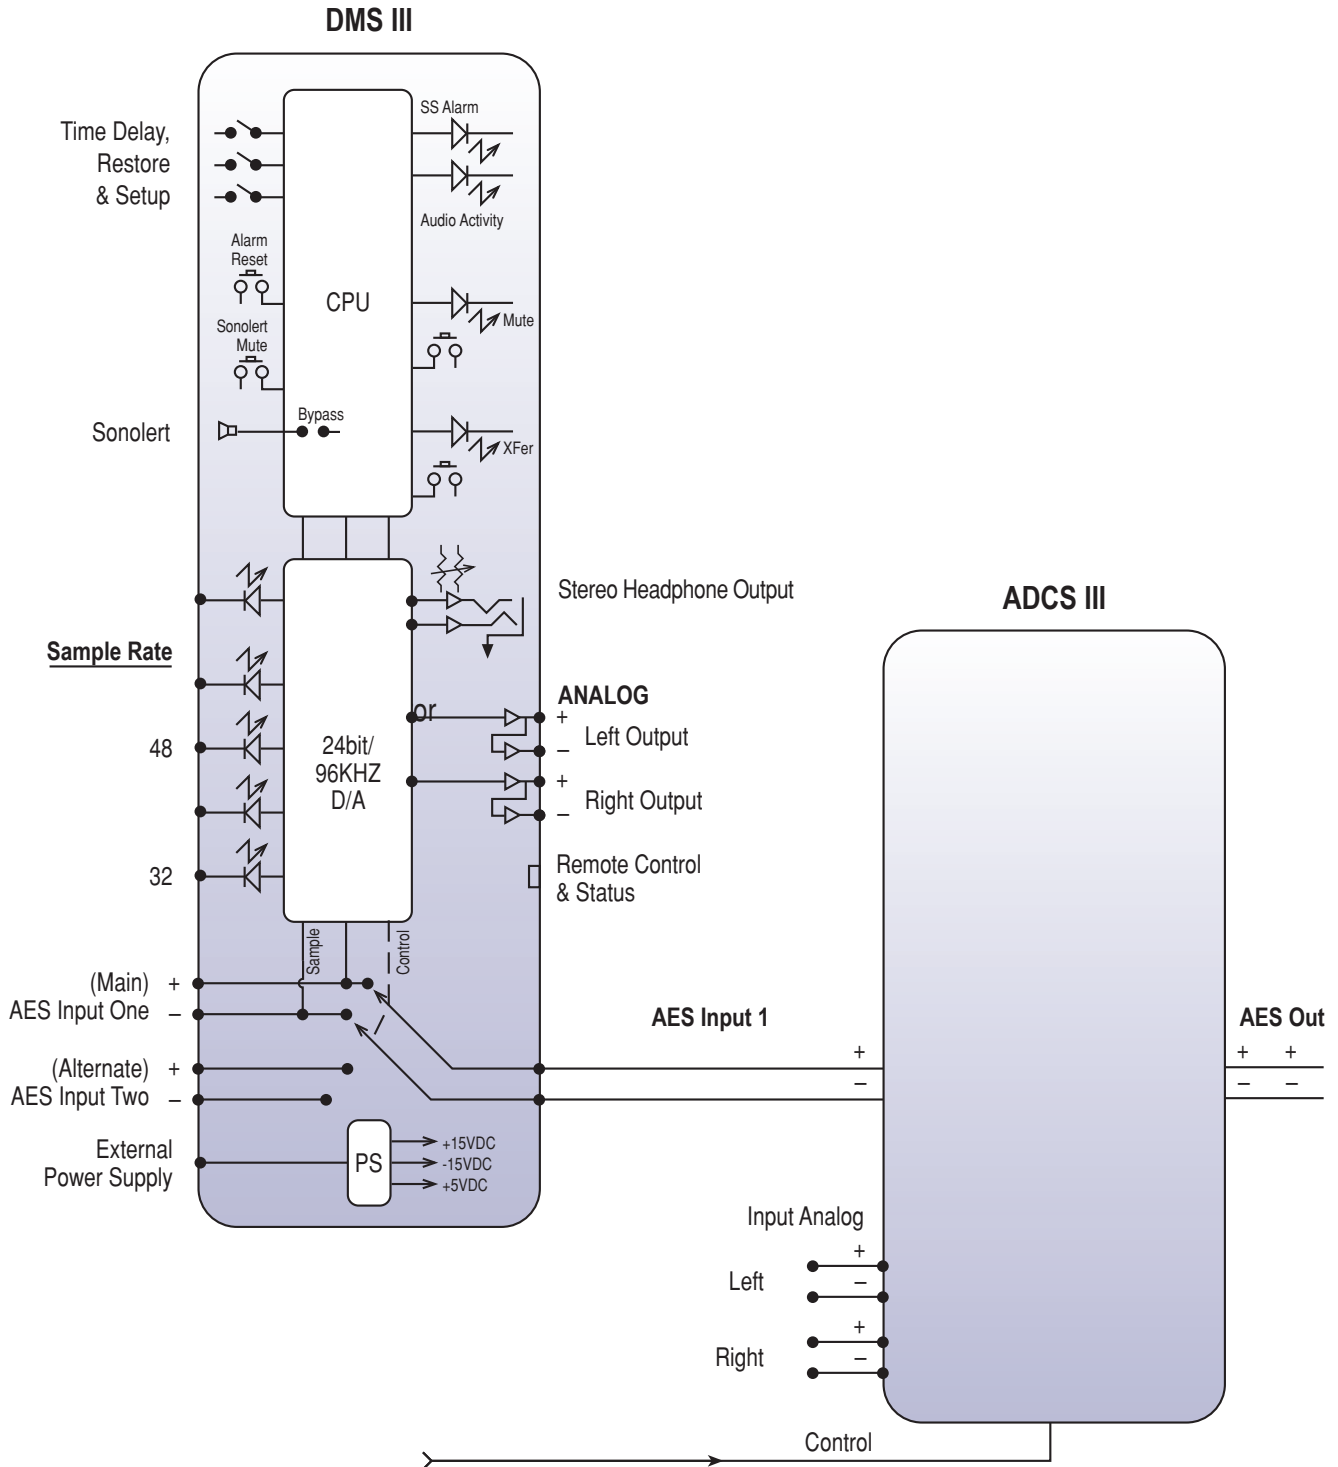 DMS III
SS Alarm
Time Delay,
Restore
& Setup
Audio Activity
Alarm
Reset
CPU
Mute
Sonolert
Mute
Bypass
Sonolert
XFer
Stereo Headphone Output
ADCS III
Sample Rate
ANALOG
or
+
Left Output
–
48
24bit/
96KHZ
D/A
+
Right Output
–
32
Remote Control
& Status
Sample
Control
(Main) +
AES Input One –
AES Input 1
AES Out
+
+ +
–
– –
(Alternate) +
AES Input Two –
External
Power Supply
PS
+15VDC
-15VDC
+5VDC
Input Analog
+
Left
–
+
Right
–
Control